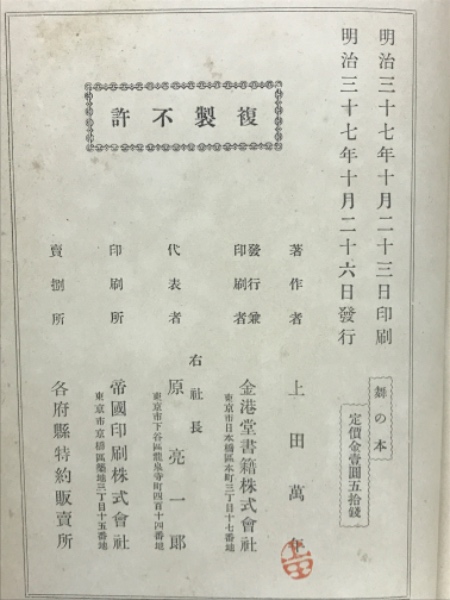 明治三十七年十月二十三日印刷
明治三十七年十月二十六日發行
舞の本
定價金壹圓五拾錢
複製不許
著作者
上田萬年
發行兼
印刷者
金港堂書籍株式會社
東京市日本橋區本町三丁目十七番地
代表者
右社長
原亮一郎
東京市下谷區龍泉寺町四百十四番地
印刷所
帝國印刷株式會社
東京市京橋區築地三丁目十五番地
賣捌所
各府縣特約販賣所